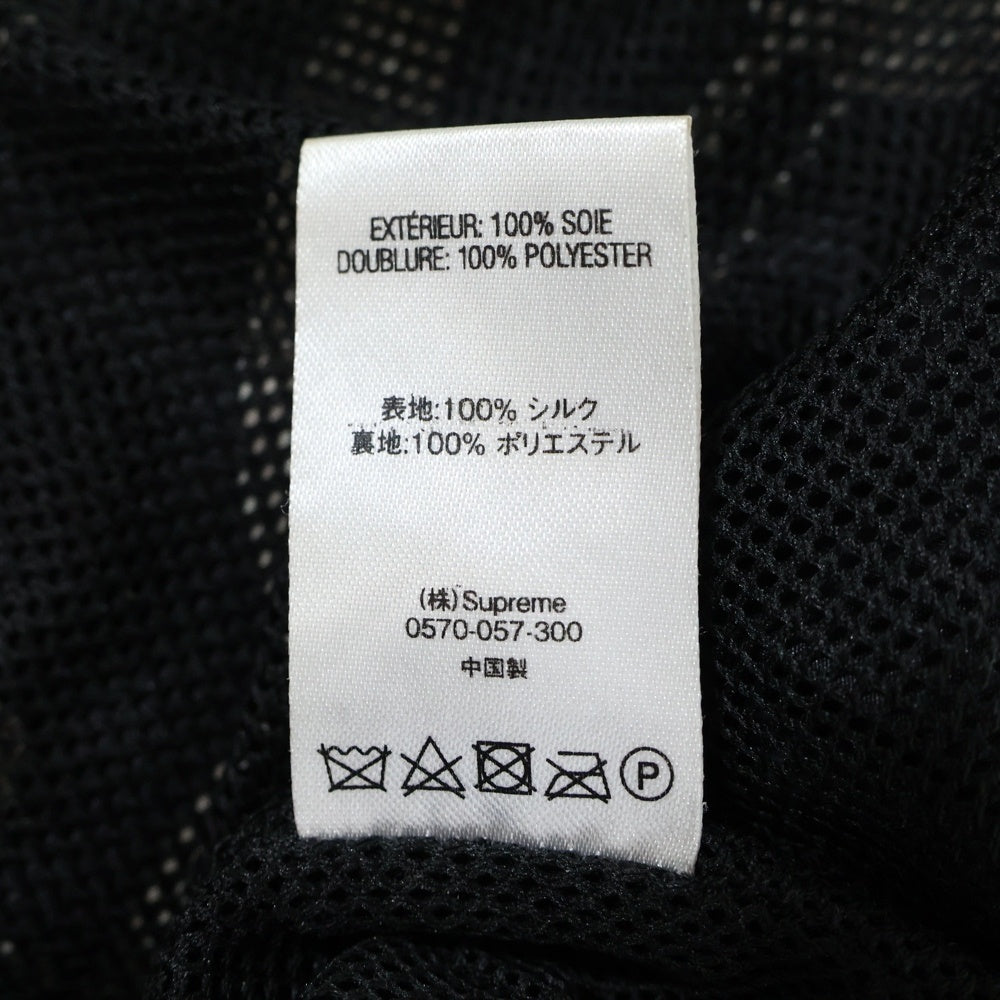 EXTÉRIEUR: 100% SOIE
DOUBLURE: 100% POLYESTER
表地:100% シルク
裏地:100% ポリエステル
(株)Supreme
0570-057-300
中国製
P